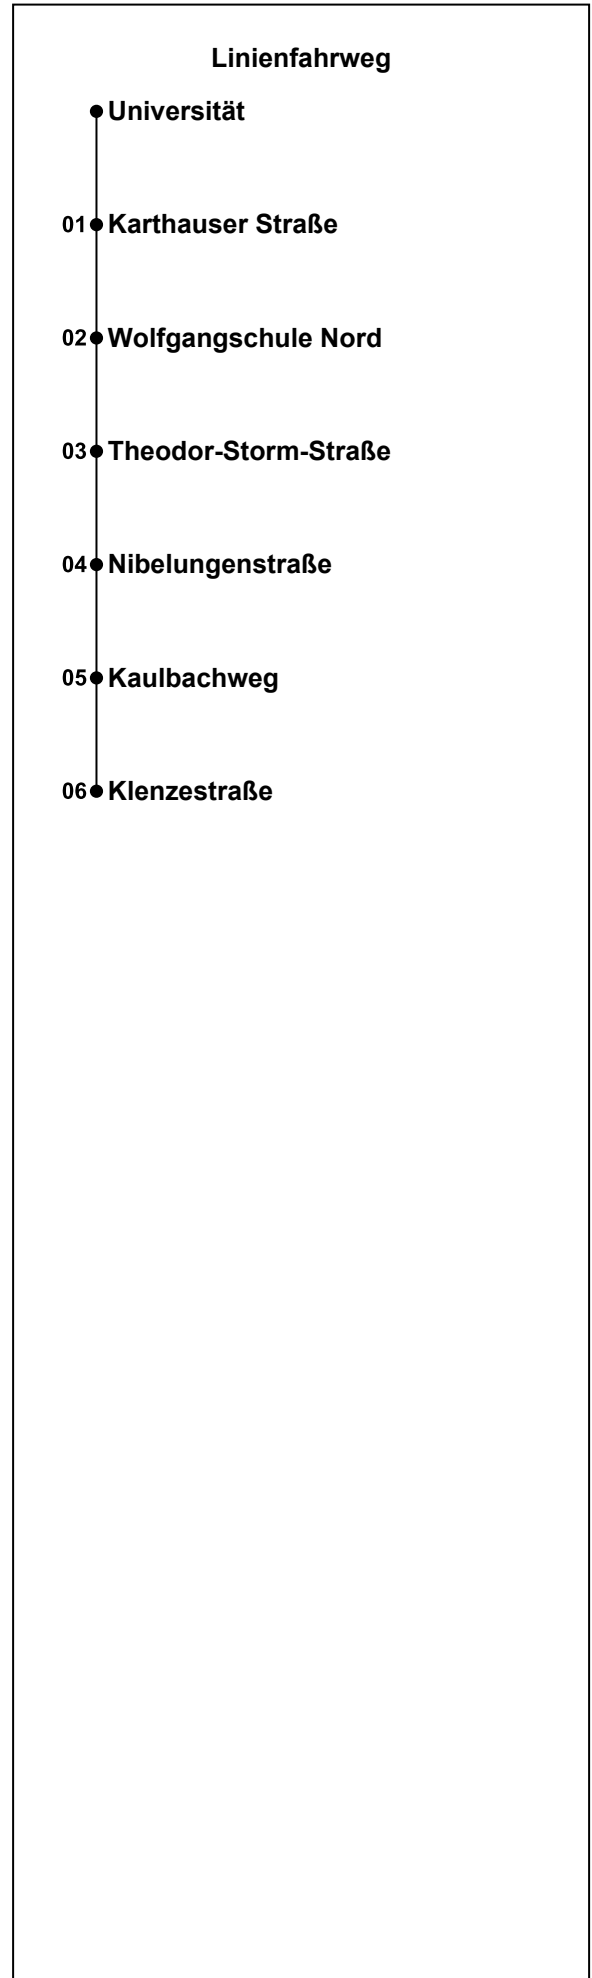 Linienfahrweg
Universität
01 Karthauser Straße
02 Wolfgangschule Nord
03 Theodor-Storm-Straße
04 Nibelungenstraße
05 Kaulbachweg
06 Klenzestraße